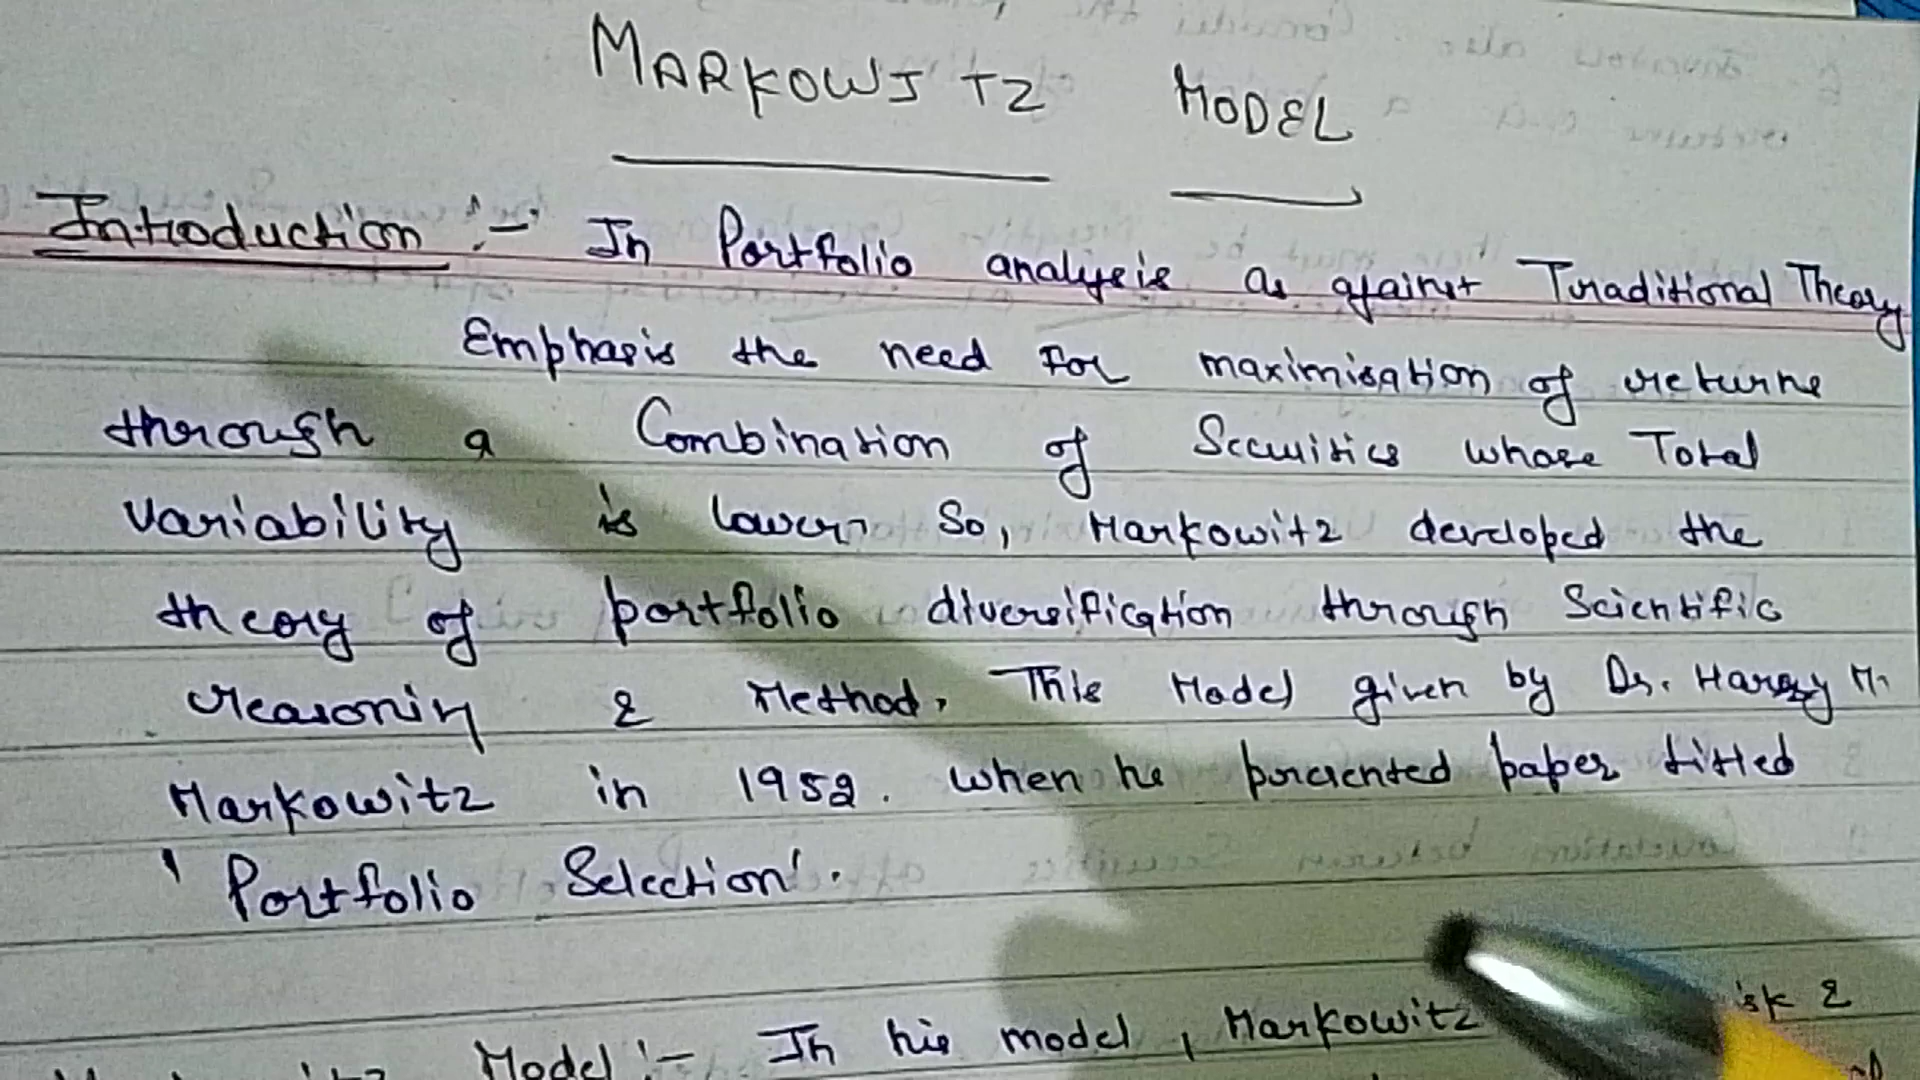 MARKOWITZ MODEL
Introduction :- In Portfolio analysis as against Traditional Theory
Emphasis the need For maximisation of returns
through a Combination of Securities whose Total
variability is lower. So, Markowitz developed the
theory of portfolio diversification through Scientific
reasoning & Method. This Model given by Dr. Harry M.
Markowitz in 1952. When he presented paper titled
'Portfolio Selection'.
Model :- In his model, Markowitz &